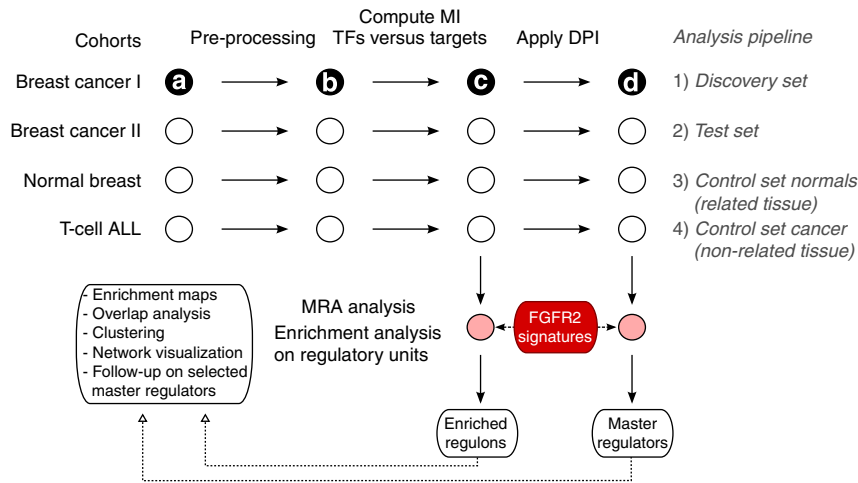 Cohorts
Pre-processing
Compute MI
TFs versus targets
Apply DPI
Analysis pipeline
Breast cancer I
a
b
c
d
1) Discovery set
Breast cancer II
2) Test set
Normal breast
3) Control set normals
(related tissue)
T-cell ALL
4) Control set cancer
(non-related tissue)
- Enrichment maps
- Overlap analysis
- Clustering
- Network visualization
- Follow-up on selected
master regulators
MRA analysis
Enrichment analysis
on regulatory units
FGFR2
signatures
Enriched
regulons
Master
regulators